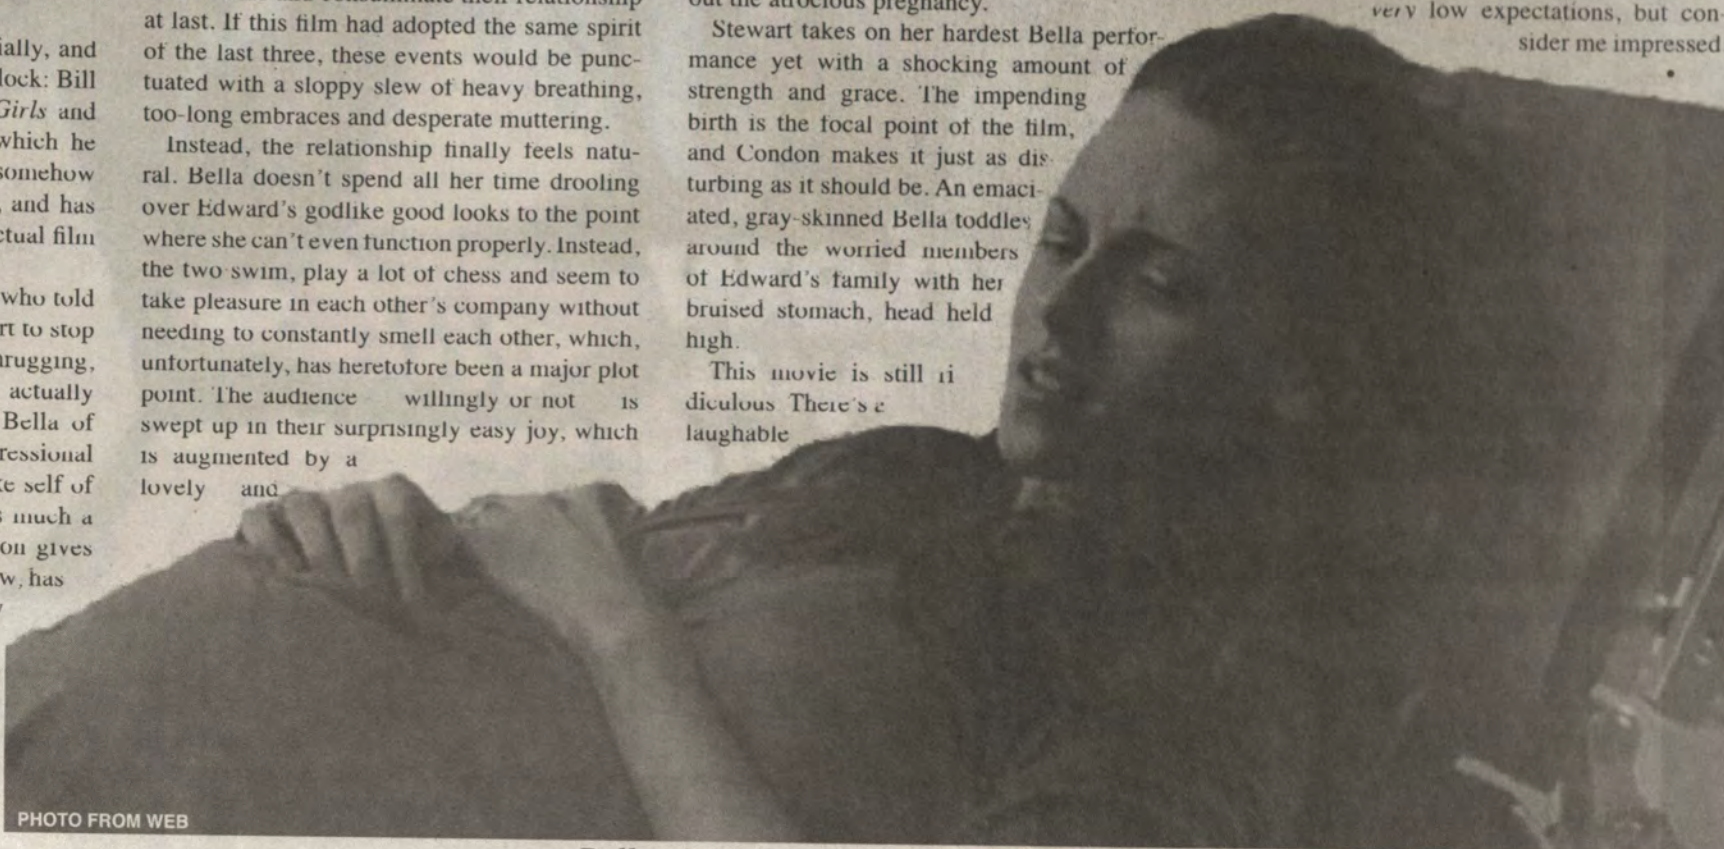 ially, and
lock: Bill
Girls and
which he
somehow
, and has
ctual film
who told
rt to stop
rugging,
actually
Bella of
ressional
e self of
much a
on gives
w, has
at last. If this film had adopted the same spirit
of the last three, these events would be punc-
tuated with a sloppy slew of heavy breathing,
too-long embraces and desperate muttering.
Instead, the relationship finally feels natu-
ral. Bella doesn't spend all her time drooling
over Edward's godlike good looks to the point
where she can't even function properly. Instead,
the two swim, play a lot of chess and seem to
take pleasure in each other's company without
needing to constantly smell each other, which,
unfortunately, has heretofore been a major plot
point. The audience willingly or not is
swept up in their surprisingly easy joy, which
is augmented by a
lovely and
out the atrocious pregnancy.
Stewart takes on her hardest Bella perfor-
mance yet with a shocking amount of
strength and grace. The impending
birth is the focal point of the film,
and Condon makes it just as dis-
turbing as it should be. An emaci-
ated, gray-skinned Bella toddles
around the worried members
of Edward's family with her
bruised stomach, head held
high.
This movie is still ri
diculous There's
laughable
very low expectations, but con-
sider me impressed
PHOTO FROM WEB